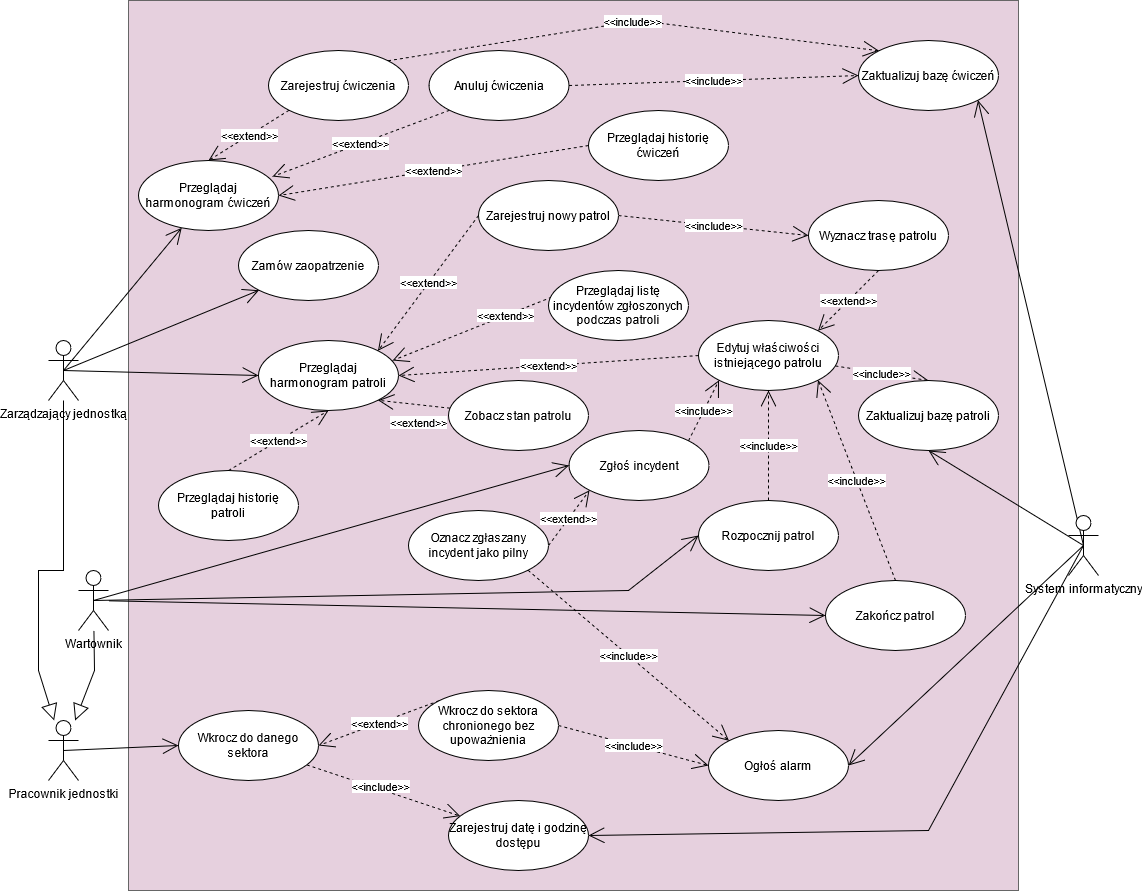 <<include>>
Zarejestruj ćwiczenia
Anuluj ćwiczenia
<<include>>
Zaktualizuj bazę ćwiczeń
<<extend>>
<<extend>>
Przeglądaj historię
ćwiczeń
<<extend>>
Przeglądaj
harmonogram ćwiczeń
Zarejestruj nowy patrol
<<include>>
Wyznacz trasę patrolu
Zamów zaopatrzenie
<<extend>>
Przeglądaj listę
incydentów zgłoszonych
podczas patroli
<<extend>>
<<extend>>
Edytuj właściwości
istniejącego patrolu
<<extend>>
Przeglądaj
harmonogram patroli
<<include>>
Zarządzający jednostką
Zobacz stan patrolu
<<extend>>
<<include>>
Zaktualizuj bazę patroli
<<extend>>
<<include>>
Zgłoś incydent
<<include>>
Przeglądaj historię
patroli
<<extend>>
Oznacz zgłaszany
incydent jako pilny
Rozpocznij patrol
System informatyczny
Zakończ patrol
Wartownik
<<include>>
Wkrocz do sektora
chronionego bez
upoważnienia
<<extend>>
Wkrocz do danego
sektora
<<include>>
Ogłoś alarm
Pracownik jednostki
<<include>>
Zarejestruj datę i godzinę
dostępu